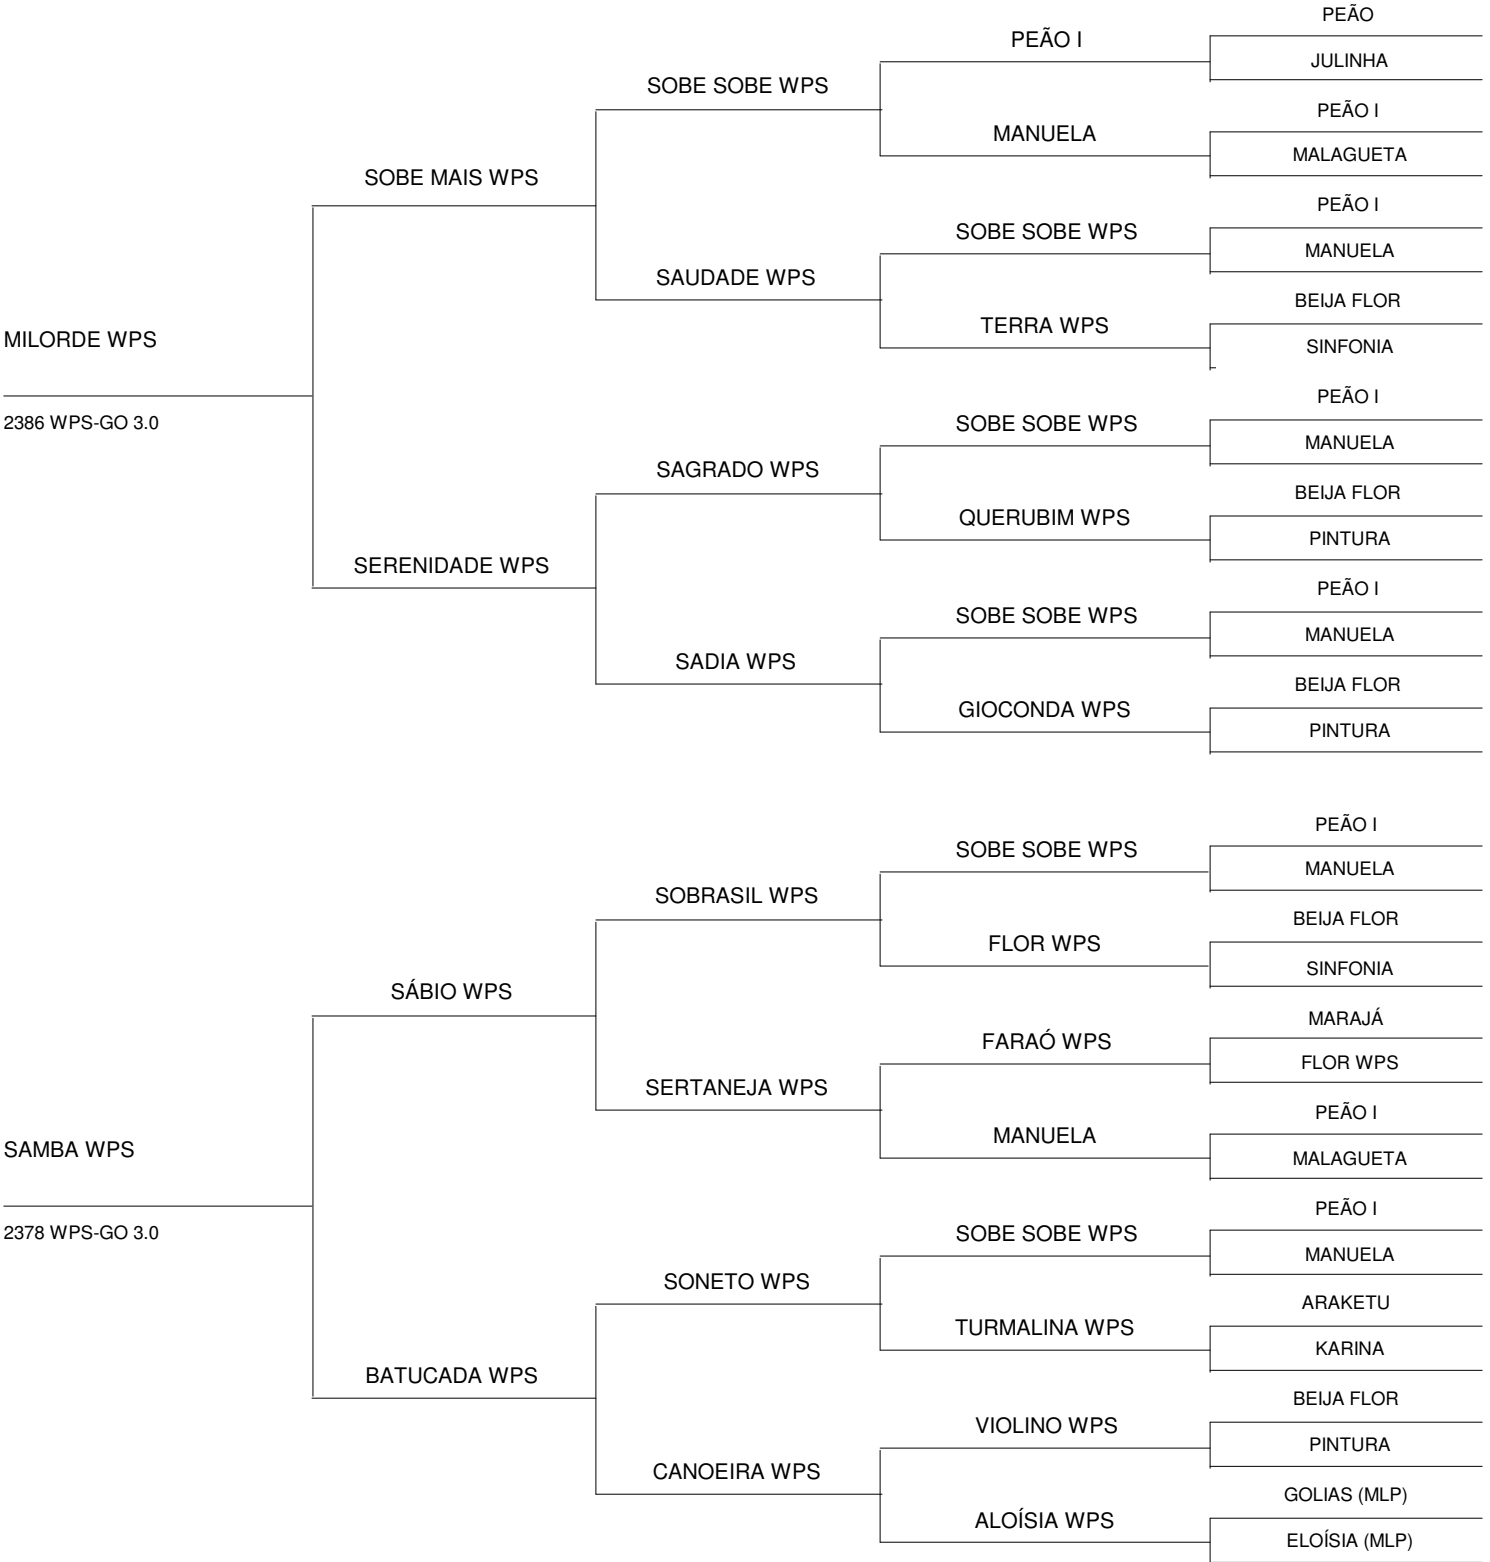 PEÃO
PEÃO I
JULINHA
SOBE SOBE WPS
PEÃO I
MANUELA
MALAGUETA
SOBE MAIS WPS
PEÃO I
SOBE SOBE WPS
MANUELA
SAUDADE WPS
BEIJA FLOR
TERRA WPS
SINFONIA
MILORDE WPS
PEÃO I
2386 WPS-GO 3.0
SOBE SOBE WPS
MANUELA
SAGRADO WPS
BEIJA FLOR
QUERUBIM WPS
PINTURA
SERENIDADE WPS
PEÃO I
SOBE SOBE WPS
MANUELA
SADIA WPS
BEIJA FLOR
GIOCONDA WPS
PINTURA
PEÃO I
SOBE SOBE WPS
MANUELA
SOBRASIL WPS
BEIJA FLOR
FLOR WPS
SINFONIA
SÁBIO WPS
MARAJÁ
FARAÓ WPS
FLOR WPS
SERTANEJA WPS
PEÃO I
MANUELA
MALAGUETA
SAMBA WPS
PEÃO I
2378 WPS-GO 3.0
SOBE SOBE WPS
MANUELA
SONETO WPS
ARAKETU
TURMALINA WPS
KARINA
BATUCADA WPS
BEIJA FLOR
VIOLINO WPS
PINTURA
CANOEIRA WPS
GOLIAS (MLP)
ALOÍSIA WPS
ELOÍSIA (MLP)